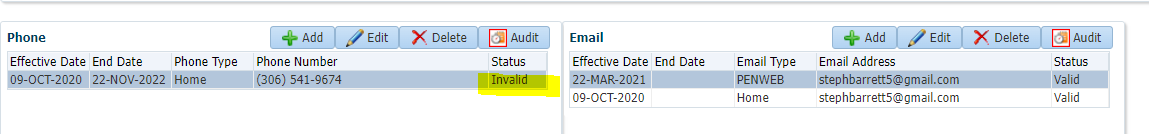 Phone Add Edit Delete Audit
Effective Date End Date Phone Type Phone Number Status
09-OCT-2020 22-NOV-2022 Home (306) 541-9674 Invalid
Email Add Edit Delete Audit
Effective Date End Date Email Type Email Address Status
22-MAR-2021 PENWEB stephbarrett5@gmail.com Valid
09-OCT-2020 Home stephbarrett5@gmail.com Valid